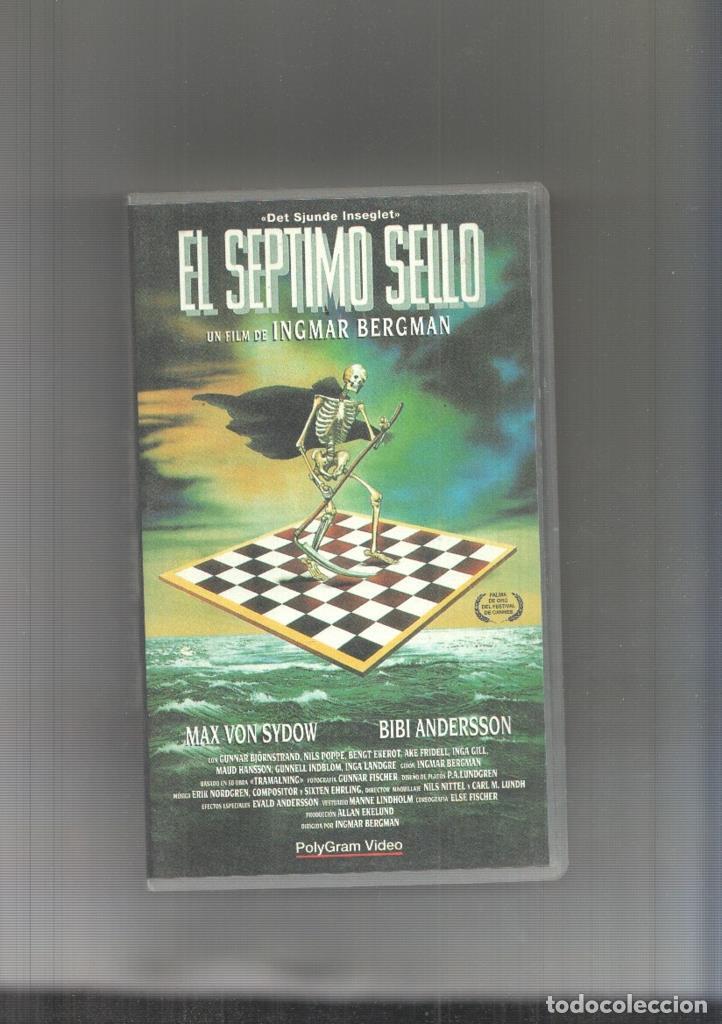 «Det Sjunde Inseglet»
EL SEPTIMO SELLO
UN FILM DE INGMAR BERGMAN
PALMA
DE ORO
DEL FESTIVAL
DE CANNES
MAX VON SYDOW BIBI ANDERSSON
CON GUNNAR BJÖRNSTRAND, NILS POPPE, BENGT EKEROT, AKE FRIDELL, INGA GILL,
MAUD HANSSON, GUNNELL INDBLOM, INGA LANDGRE GUION INGMAR BERGMAN
BASADO EN SU OBRA «TRAMALNING» FOTOGRAFIA GUNNAR FISCHER DISEÑO DE PLATOS P.A.LUNDGREN
MÚSICA ERIK NORDGREN, COMPOSITOR Y SIXTEN EHRLING, DIRECTOR MAQUILLAJE NILS NITTEL Y CARL M. LUNDH
EFECTOS ESPECIALES EVALD ANDERSSON VESTUARIO MANNE LINDHOLM COREOGRAFIA ELSE FISCHER
PRODUCCIÓN ALLAN EKELUND
DIRIGIDA POR INGMAR BERGMAN
PolyGram Video
todocoleccion